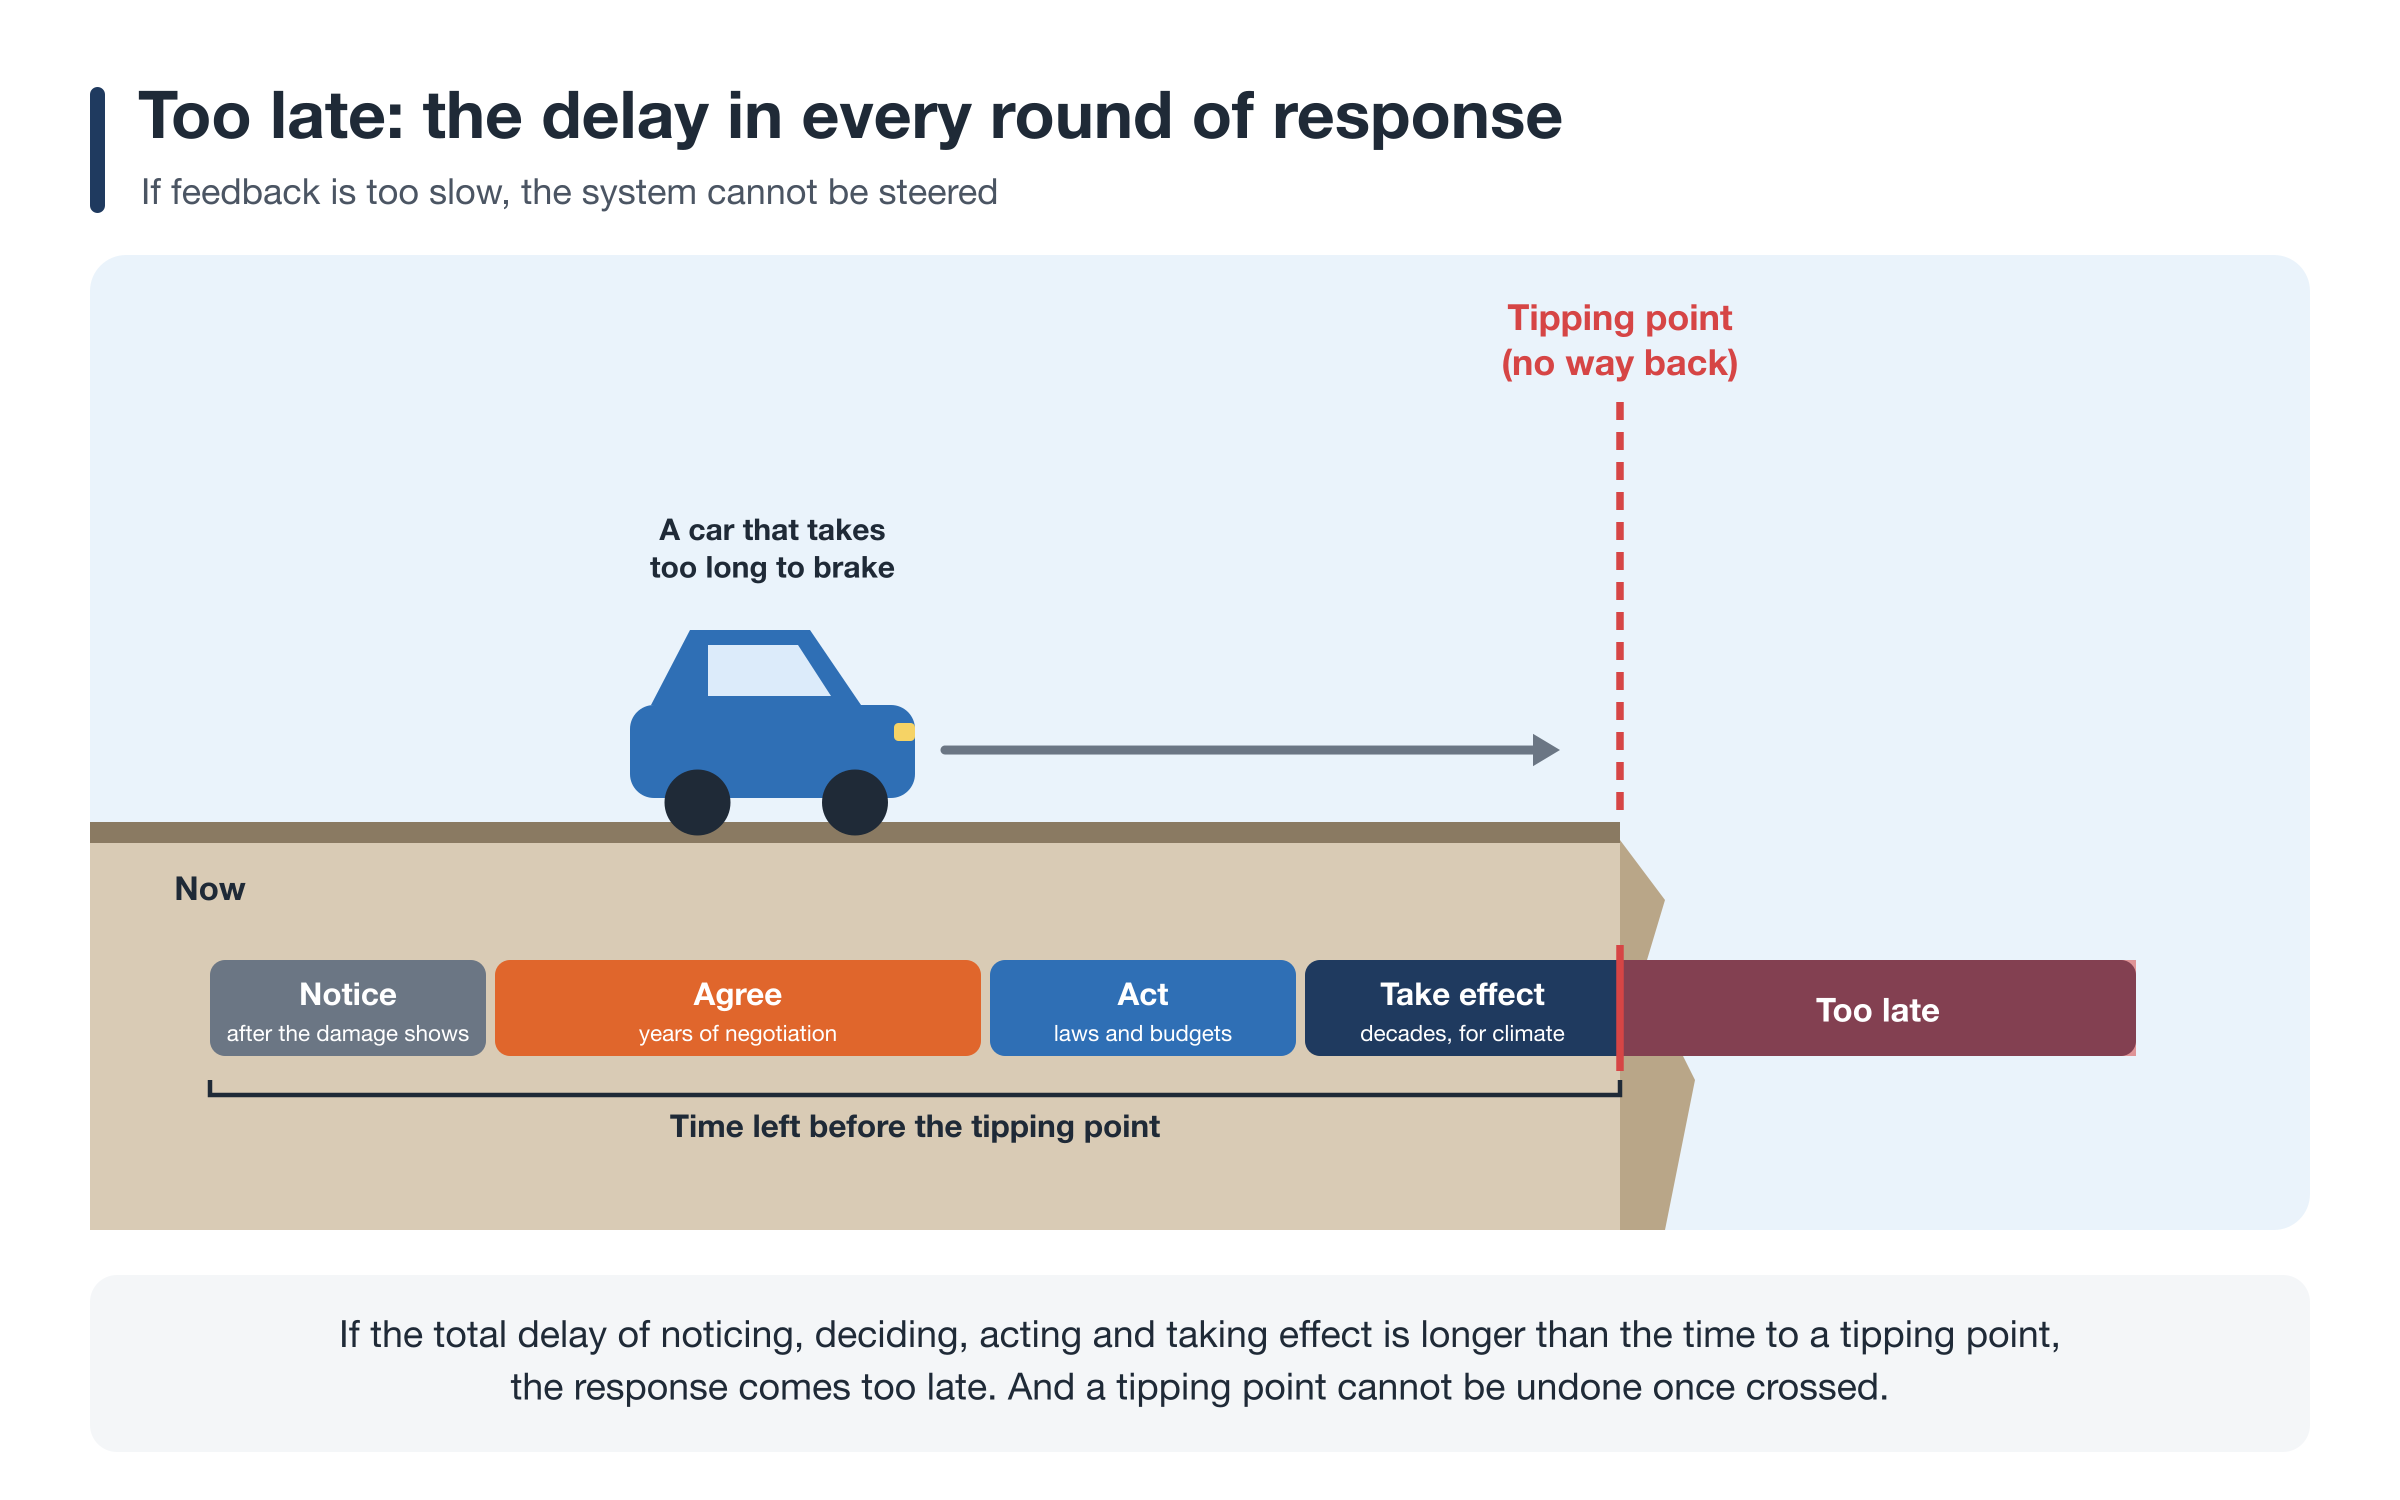 Too late: the delay in every round of response
If feedback is too slow, the system cannot be steered
Tipping point
(no way back)
A car that takes
too long to brake
Now
Notice
after the damage shows
Agree
years of negotiation
Act
laws and budgets
Take effect
decades, for climate
Too late
Time left before the tipping point
If the total delay of noticing, deciding, acting and taking effect is longer than the time to a tipping point,
the response comes too late. And a tipping point cannot be undone once crossed.